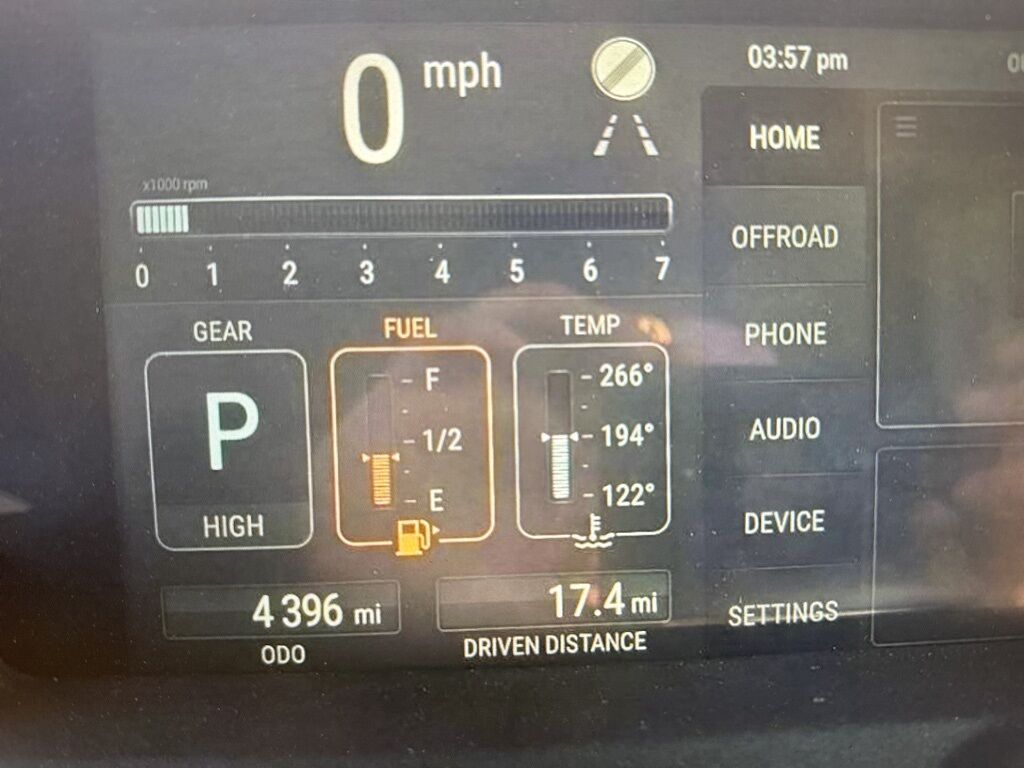 0 mph
03:57 pm
x1000 rpm
0 1 2 3 4 5 6 7
GEAR
P
HIGH
FUEL
F
1/2
E
TEMP
266°
194°
122°
4 396 mi
ODO
17.4 mi
DRIVEN DISTANCE
HOME
OFFROAD
PHONE
AUDIO
DEVICE
SETTINGS